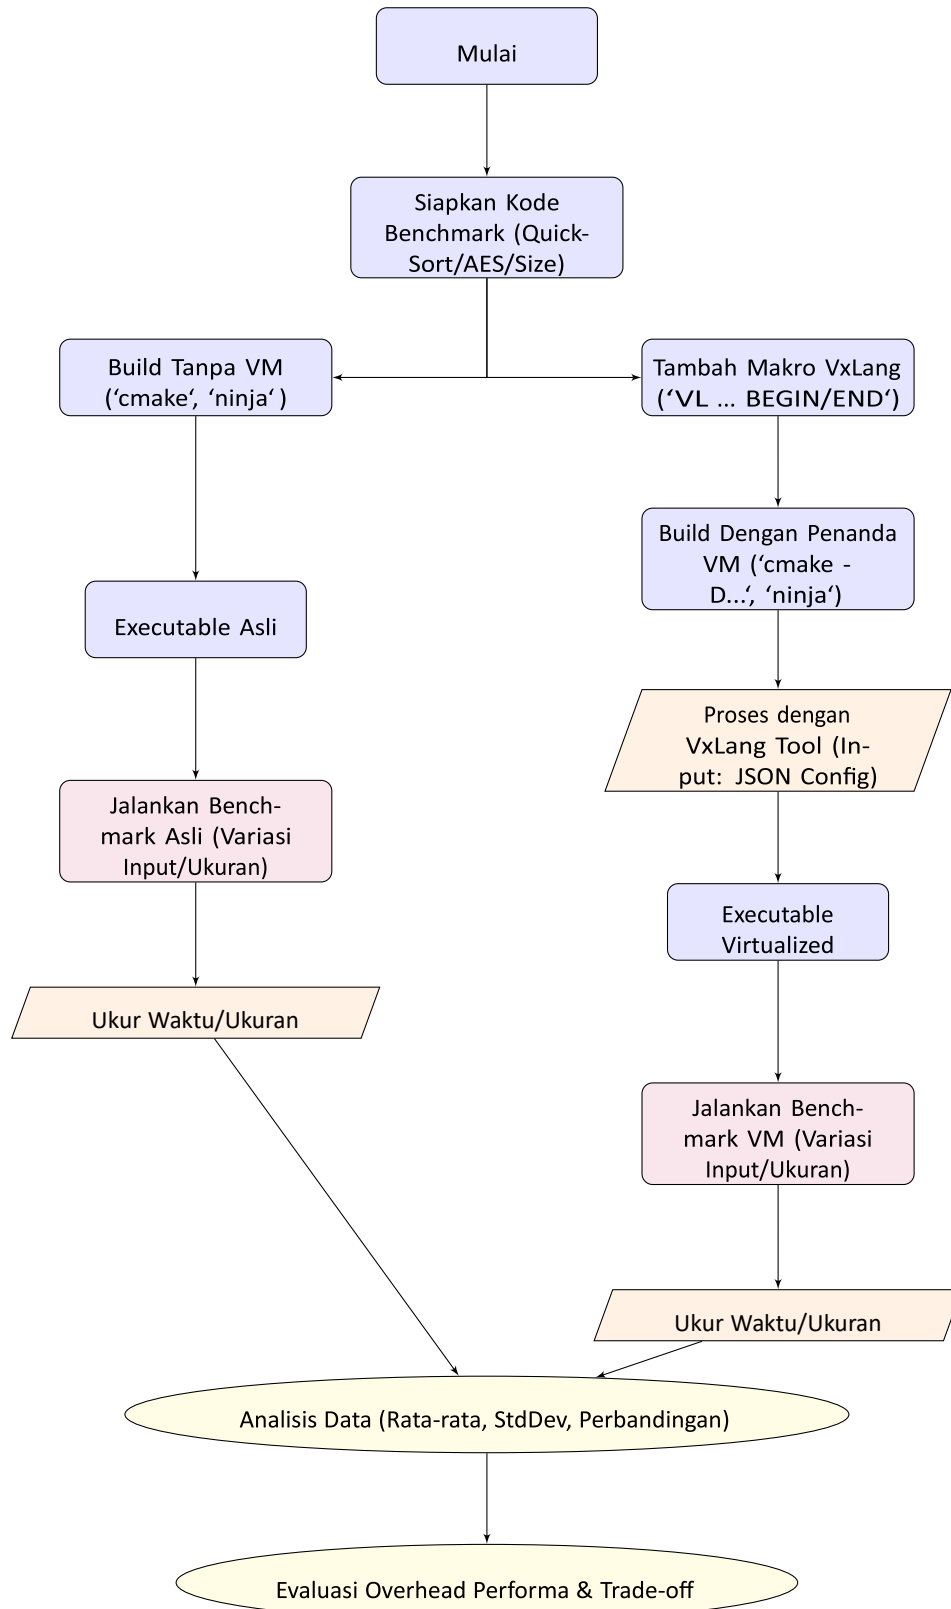 Mulai
Siapkan Kode
Benchmark (Quick-
Sort/AES/Size)
Build Tanpa VM
(‘cmake‘, ‘ninja‘ )
Tambah Makro VxLang
(‘VL ... BEGIN/END‘)
Build Dengan Penanda
VM (‘cmake -
D...‘, ‘ninja‘)
Executable Asli
Proses dengan
VxLang Tool (In-
put: JSON Config)
Jalankan Bench-
mark Asli (Variasi
Input/Ukuran)
Executable
Virtualized
Ukur Waktu/Ukuran
Jalankan Bench-
mark VM (Variasi
Input/Ukuran)
Ukur Waktu/Ukuran
Analisis Data (Rata-rata, StdDev, Perbandingan)
Evaluasi Overhead Performa & Trade-off